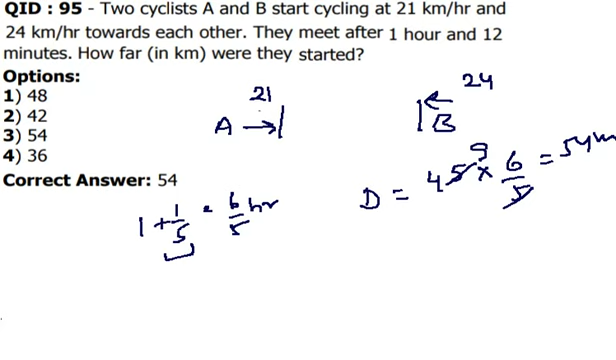 QID : 95 - Two cyclists A and B start cycling at 21 km/hr and
24 km/hr towards each other. They meet after 1 hour and 12
minutes. How far (in km) were they started?
Options:
1) 48
2) 42
3) 54
4) 36
Correct Answer: 54
21
A →|
24
|← B
D = 45 9 × 6/5 = 54 km
1 + 1/5 = 6/5 hr